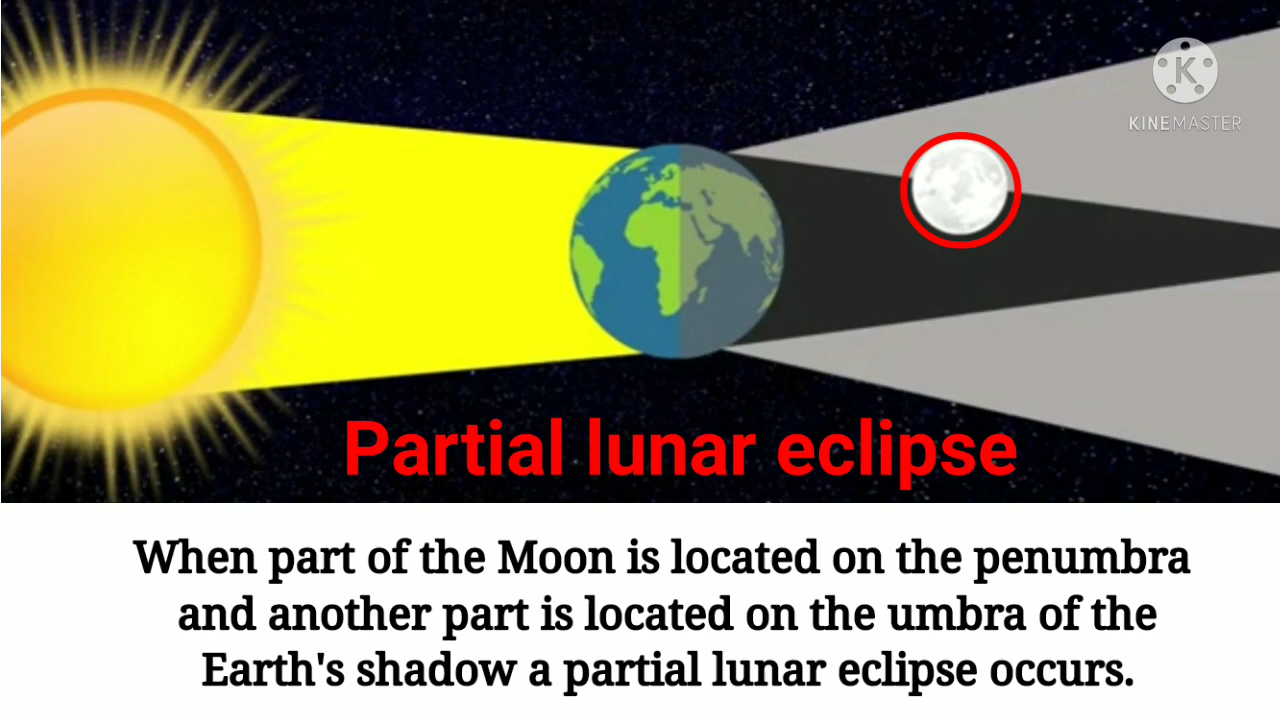 K
KINEMASTER
Partial lunar eclipse
When part of the Moon is located on the penumbra
and another part is located on the umbra of the
Earth's shadow a partial lunar eclipse occurs.